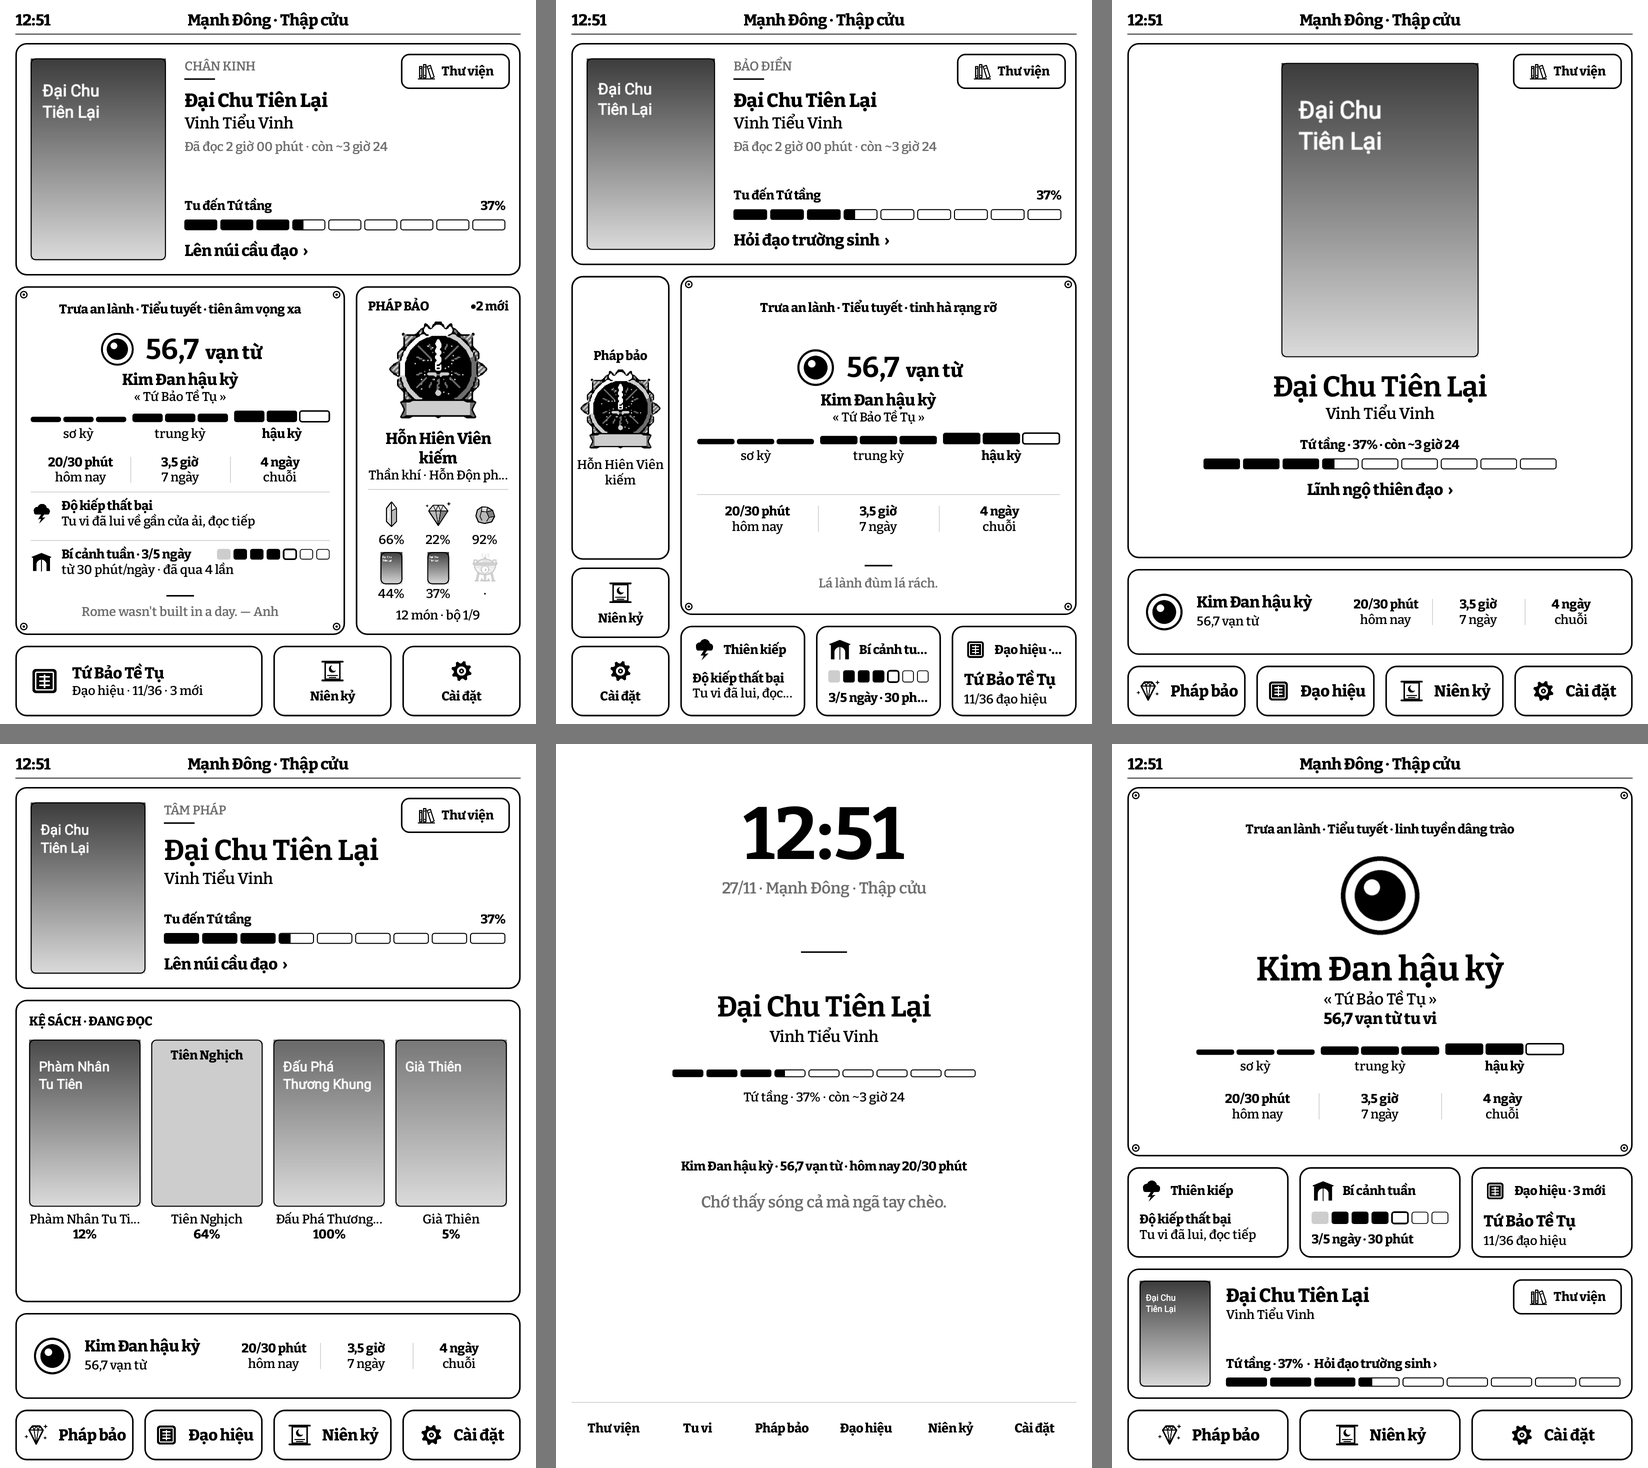 12:51
Mạnh Đông · Thập cửu
Đại Chu
Tiên Lại
CHÂN KINH
Thư viện
Đại Chu Tiên Lại
Vinh Tiểu Vinh
Đã đọc 2 giờ 00 phút · còn ~3 giờ 24
Tu đến Tứ tầng 37%
Lên núi cầu đạo ›
Trưa an lành · Tiểu tuyết · tiên âm vọng xa
56,7 vạn từ
Kim Đan hậu kỳ
« Tứ Bảo Tề Tụ »
sơ kỳ trung kỳ hậu kỳ
20/30 phút 3,5 giờ 4 ngày
hôm nay 7 ngày chuỗi
Độ kiếp thất bại
Tu vi đã lui về gần cửa ải, đọc tiếp
Bí cảnh tuần · 3/5 ngày
từ 30 phút/ngày · đã qua 4 lần
Rome wasn't built in a day. — Anh
PHÁP BẢO •2 mới
Hỗn Hiên Viên
kiếm
Thần khí · Hỗn Độn ph...
66% 22% 92%
44% 37% ·
12 món · bộ 1/9
Tứ Bảo Tề Tụ
Đạo hiệu · 11/36 · 3 mới
Niên kỷ
Cài đặt
12:51
Mạnh Đông · Thập cửu
Đại Chu
Tiên Lại
BẢO ĐIỂN
Thư viện
Đại Chu Tiên Lại
Vinh Tiểu Vinh
Đã đọc 2 giờ 00 phút · còn ~3 giờ 24
Tu đến Tứ tầng 37%
Hỏi đạo trường sinh ›
Pháp bảo
Hỗn Hiên Viên
kiếm
Niên kỷ
Cài đặt
Trưa an lành · Tiểu tuyết · tinh hà rạng rỡ
56,7 vạn từ
Kim Đan hậu kỳ
« Tứ Bảo Tề Tụ »
sơ kỳ trung kỳ hậu kỳ
20/30 phút 3,5 giờ 4 ngày
hôm nay 7 ngày chuỗi
Lá lành đùm lá rách.
Thiên kiếp
Độ kiếp thất bại
Tu vi đã lui, đọc...
Bí cảnh tu...
3/5 ngày · 30 ph...
Đạo hiệu ·...
Tứ Bảo Tề Tụ
11/36 đạo hiệu
12:51
Mạnh Đông · Thập cửu
Thư viện
Đại Chu
Tiên Lại
Đại Chu Tiên Lại
Vinh Tiểu Vinh
Tứ tầng · 37% · còn ~3 giờ 24
Lĩnh ngộ thiên đạo ›
Kim Đan hậu kỳ
56,7 vạn từ
20/30 phút 3,5 giờ 4 ngày
hôm nay 7 ngày chuỗi
Pháp bảo
Đạo hiệu
Niên kỷ
Cài đặt
12:51
Mạnh Đông · Thập cửu
Đại Chu
Tiên Lại
TÂM PHÁP
Thư viện
Đại Chu Tiên Lại
Vinh Tiểu Vinh
Tu đến Tứ tầng 37%
Lên núi cầu đạo ›
KỆ SÁCH · ĐANG ĐỌC
Phàm Nhân
Tu Tiên
Tiên Nghịch
Đấu Phá
Thương Khung
Già Thiên
Phàm Nhân Tu Ti... Tiên Nghịch Đấu Phá Thương... Già Thiên
12% 64% 100% 5%
Kim Đan hậu kỳ
56,7 vạn từ
20/30 phút 3,5 giờ 4 ngày
hôm nay 7 ngày chuỗi
Pháp bảo
Đạo hiệu
Niên kỷ
Cài đặt
12:51
27/11 · Mạnh Đông · Thập cửu
Đại Chu Tiên Lại
Vinh Tiểu Vinh
Tứ tầng · 37% · còn ~3 giờ 24
Kim Đan hậu kỳ · 56,7 vạn từ · hôm nay 20/30 phút
Chớ thấy sóng cả mà ngã tay chèo.
Thư viện Tu vi Pháp bảo Đạo hiệu Niên kỷ Cài đặt
12:51
Mạnh Đông · Thập cửu
Trưa an lành · Tiểu tuyết · linh tuyền dâng trào
Kim Đan hậu kỳ
« Tứ Bảo Tề Tụ »
56,7 vạn từ tu vi
sơ kỳ trung kỳ hậu kỳ
20/30 phút 3,5 giờ 4 ngày
hôm nay 7 ngày chuỗi
Thiên kiếp
Độ kiếp thất bại
Tu vi đã lui, đọc tiếp
Bí cảnh tuần
3/5 ngày · 30 phút
Đạo hiệu · 3 mới
Tứ Bảo Tề Tụ
11/36 đạo hiệu
Đại Chu
Tiên Lại
Đại Chu Tiên Lại
Vinh Tiểu Vinh
Thư viện
Tứ tầng · 37% · Hỏi đạo trường sinh ›
Pháp bảo
Niên kỷ
Cài đặt